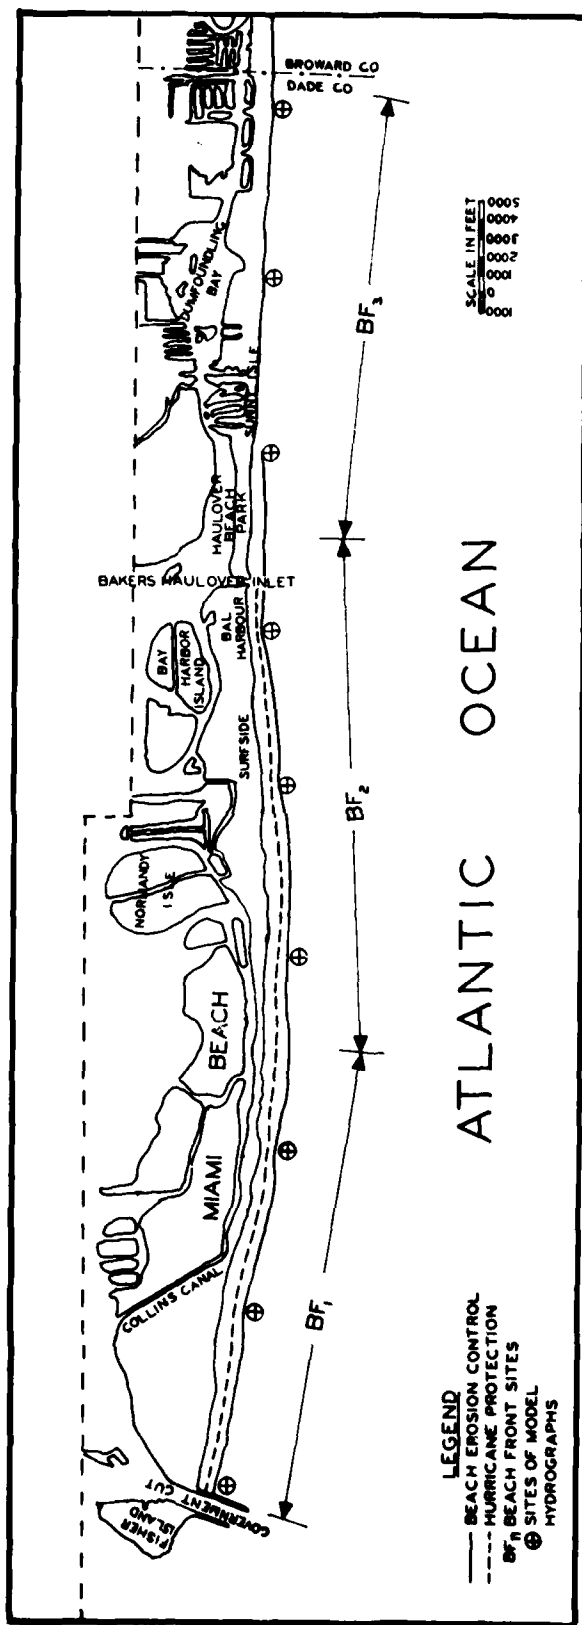 BROWARD CO
DADE CO
DUMFOUNDLING
BAY
SCALE IN FEET
1000 0 1000 2000 3000 4000 5000
BF3
SUNNY ISLE
HAULOVER
BEACH
PARK
BAKERS HAULOVER INLET
BAL
HARBOUR
BAY
HARBOR
ISLAND
SURFSIDE
BF2
NORMANDY
ISLE
ATLANTIC OCEAN
MIAMI BEACH
COLLINS CANAL
BF1
GOVERNMENT CUT
FISHER
ISLAND
LEGEND
BEACH EROSION CONTROL
HURRICANE PROTECTION
BFn BEACH FRONT SITES
SITES OF MODEL
HYDROGRAPHS